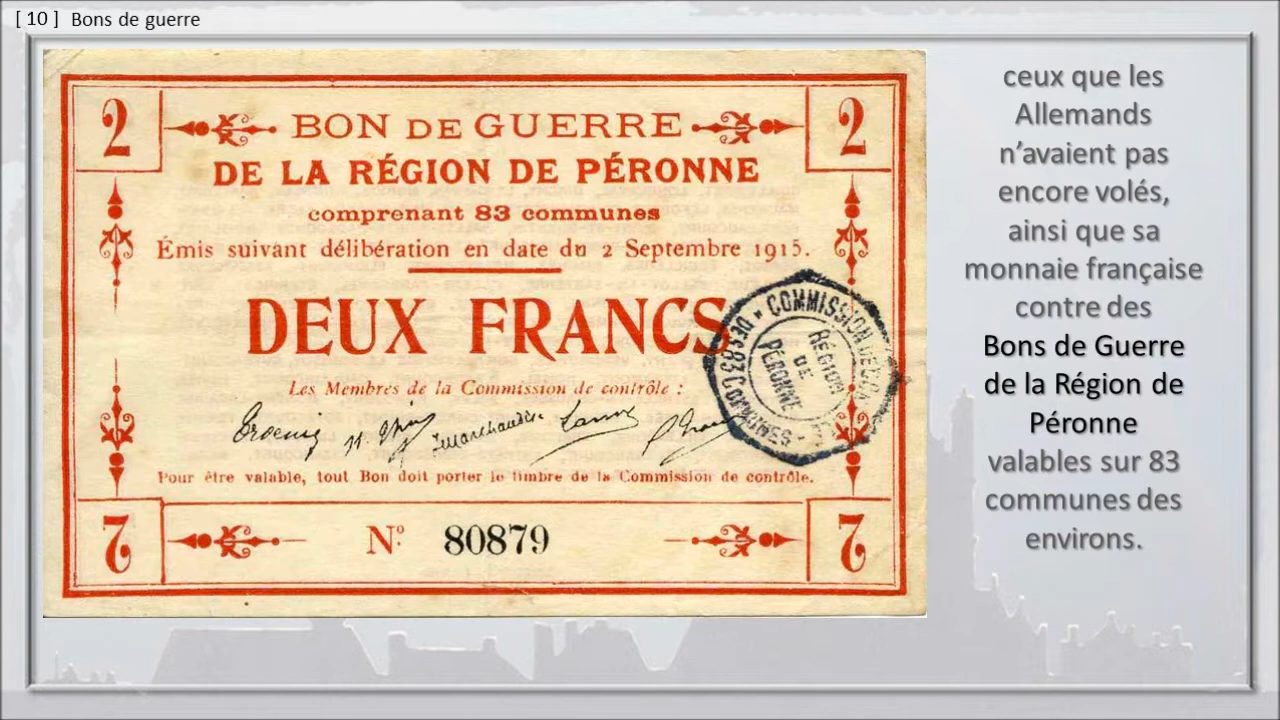 [ 10 ] Bons de guerre
2 BON DE GUERRE 2
DE LA RÉGION DE PÉRONNE
comprenant 83 communes
Émis suivant délibération en date du 2 Septembre 1915.
DEUX FRANCS
Les Membres de la Commission de contrôle :
COMMISSION
DES 83 COMMUNES
RÉGION
DE
PÉRONNE
Pour être valable, tout Bon doit porter le timbre de la Commission de contrôle.
2 Nº 80879 2
ceux que les
Allemands
n’avaient pas
encore volés,
ainsi que sa
monnaie française
contre des
Bons de Guerre
de la Région de
Péronne
valables sur 83
communes des
environs.